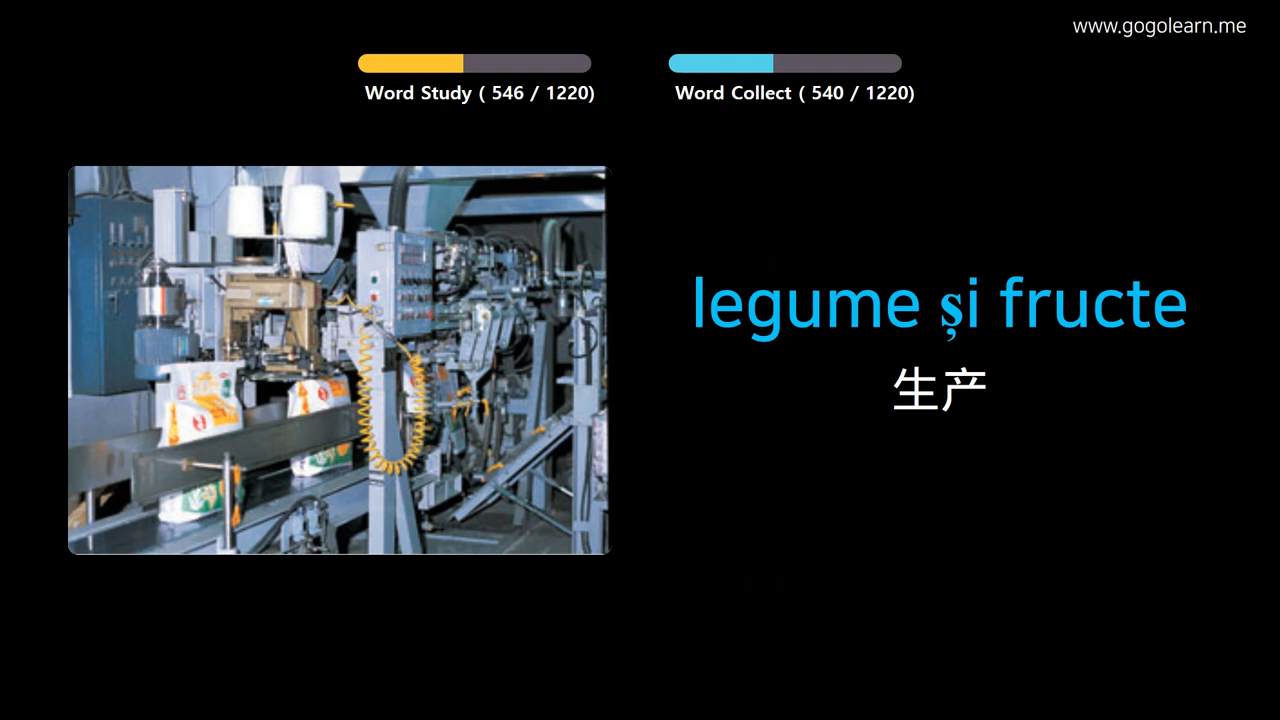 www.gogolearn.me
Word Study ( 546 / 1220)
Word Collect ( 540 / 1220)
legume și fructe
生产